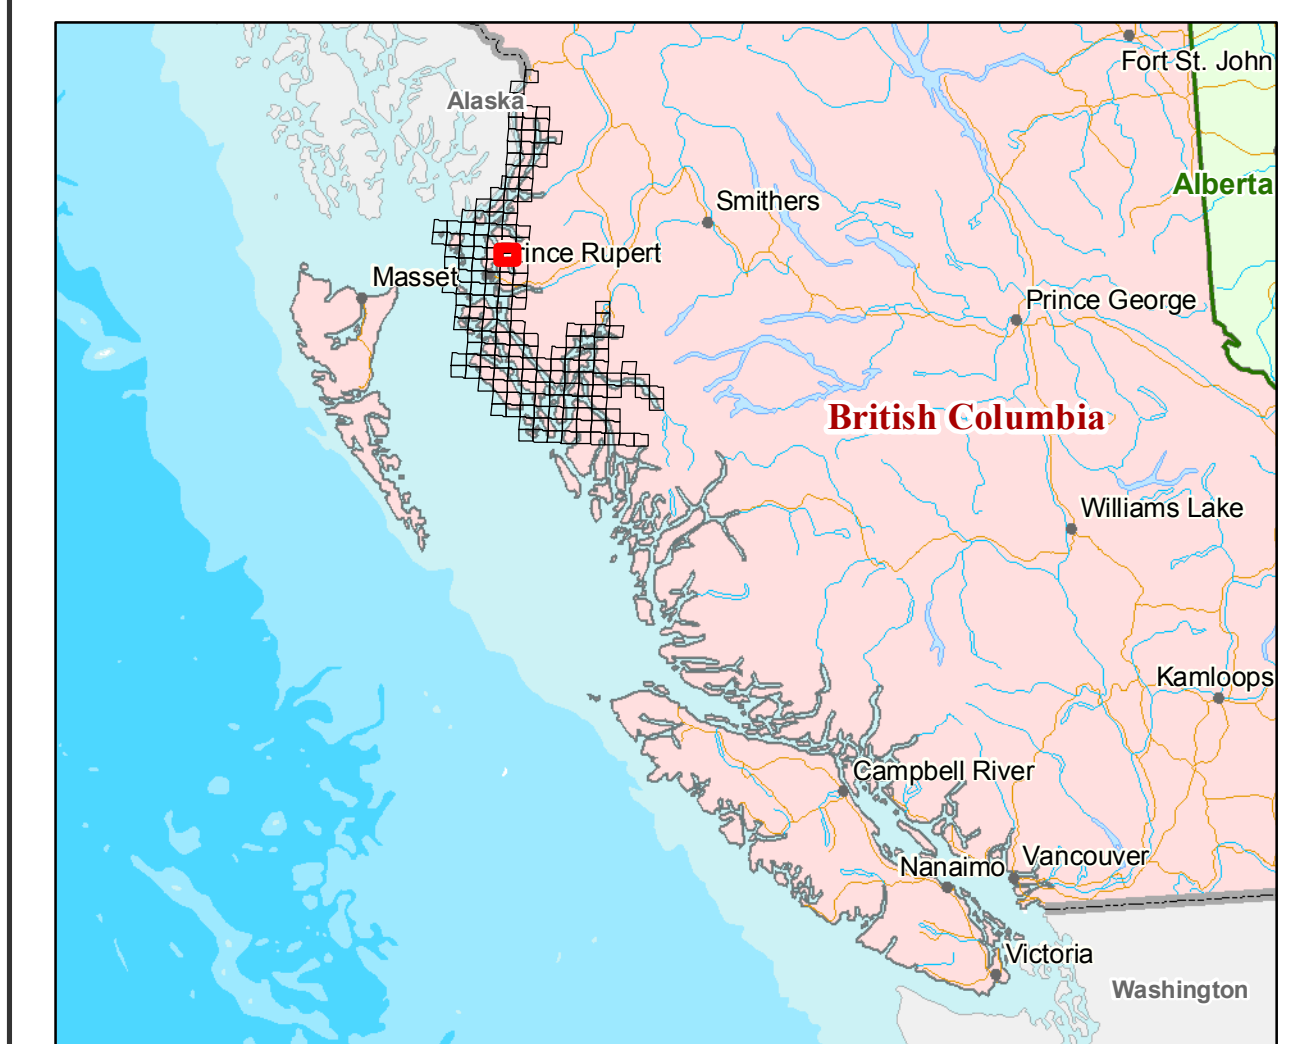 Fort St. John
Alaska
Alberta
Smithers
rince Rupert
Masset
Prince George
British Columbia
Williams Lake
Kamloops
Campbell River
Vancouver
Nanaimo
Victoria
Washington